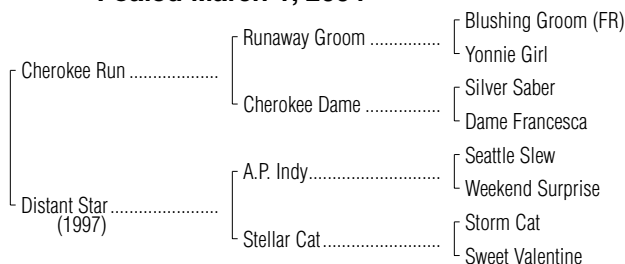 Foaled March
Blushing Groom (FR)
Runaway Groom ...............
Yonnie Girl
Cherokee Run ...................
Silver Saber
Cherokee Dame ................
Dame Francesca
Seattle Slew
A.P. Indy............................
Weekend Surprise
Distant Star.......................
(1997)
Storm Cat
Stellar Cat.........................
Sweet Valentine